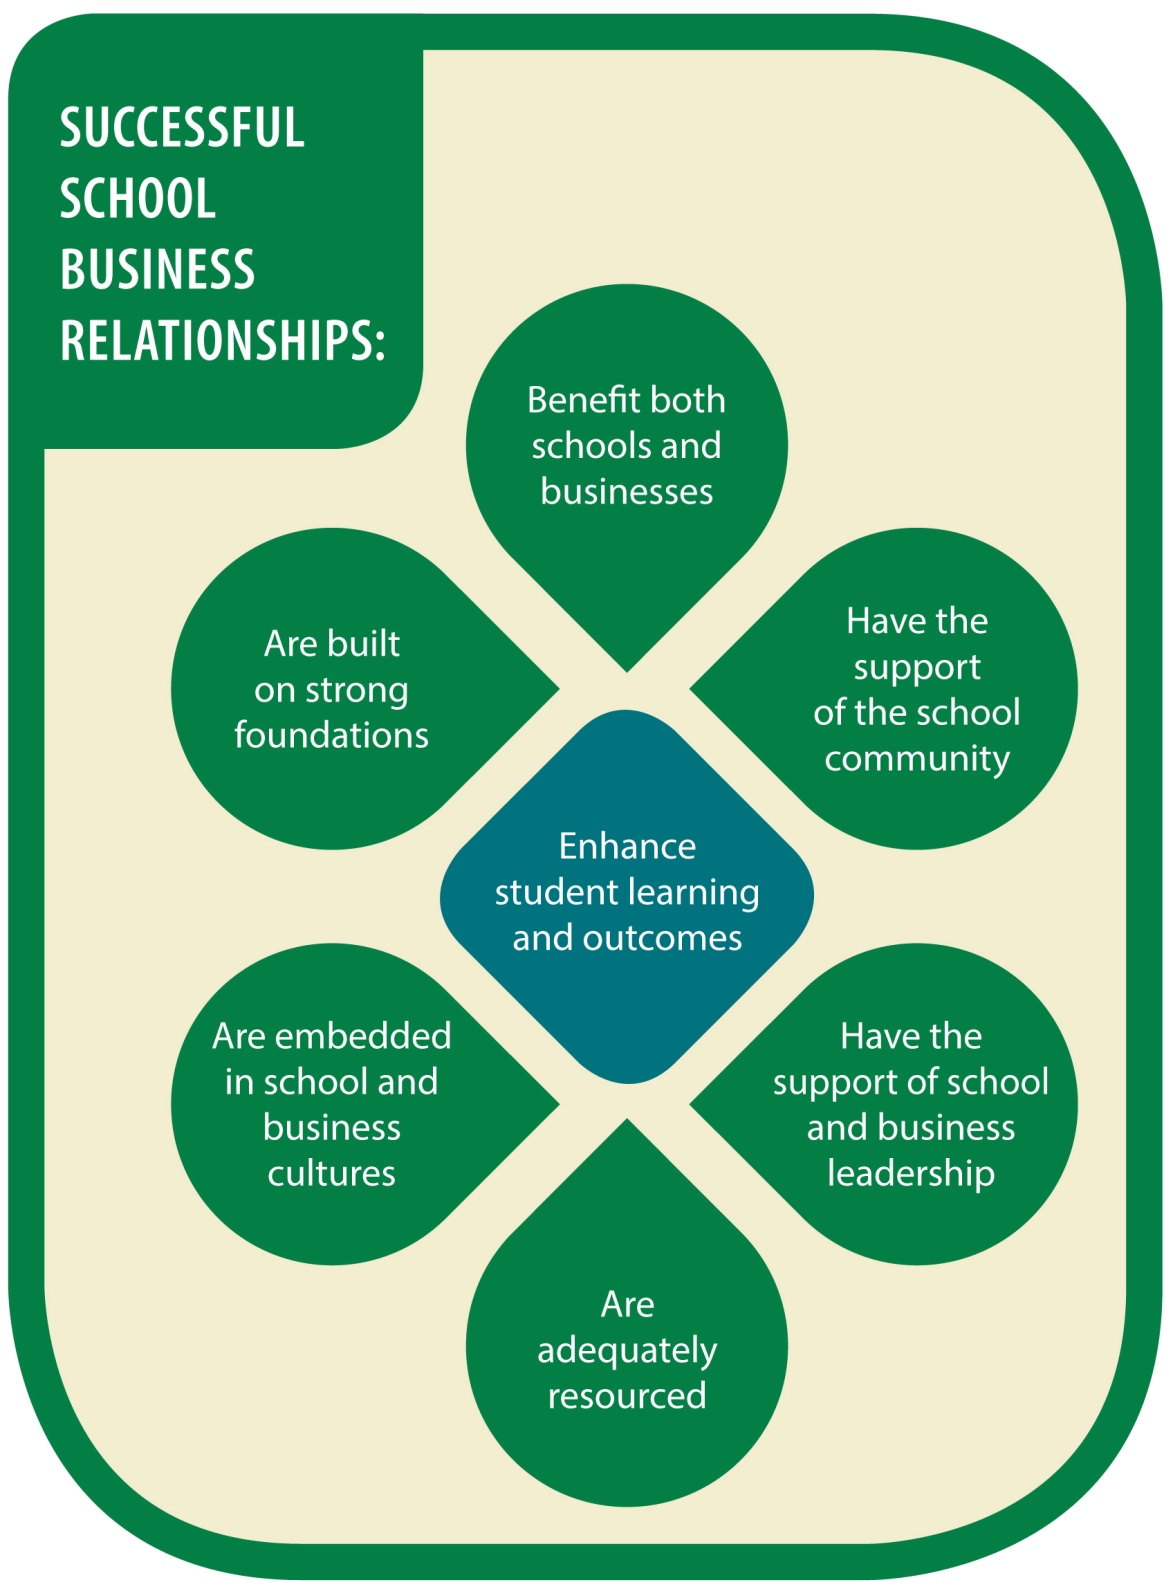 SUCCESSFUL
SCHOOL
BUSINESS
RELATIONSHIPS:
Benefit both
schools and
businesses
Have the
support
of the school
community
Are built
on strong
foundations
Enhance
student learning
and outcomes
Are embedded
in school and
business
cultures
Have the
support of school
and business
leadership
Are
adequately
resourced